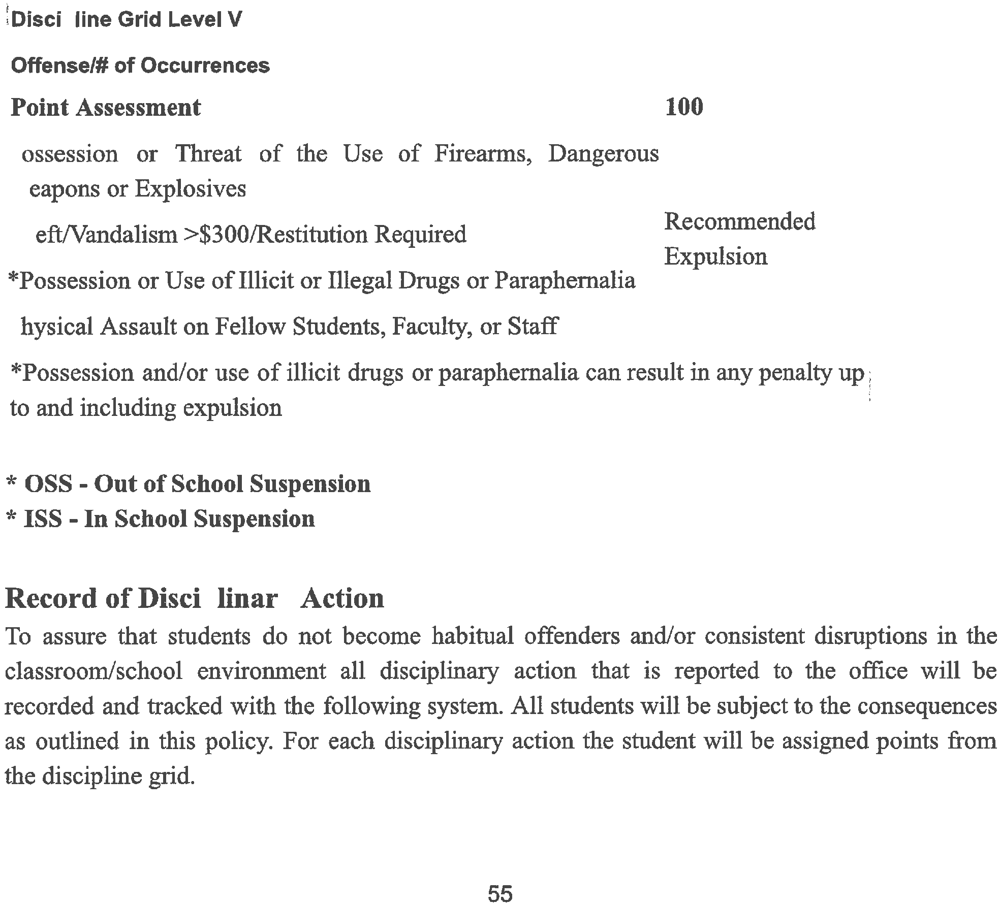 Disci line Grid Level V
Offense/# of Occurrences
Point Assessment 100
ossession or Threat of the Use of Firearms, Dangerous
eapons or Explosives
eft/Vandalism >$300/Restitution Required
Recommended
Expulsion
*Possession or Use of Illicit or Illegal Drugs or Paraphernalia
hysical Assault on Fellow Students, Faculty, or Staff
*Possession and/or use of illicit drugs or paraphernalia can result in any penalty up
to and including expulsion
* OSS - Out of School Suspension
* ISS - In School Suspension
Record of Disci linar Action
To assure that students do not become habitual offenders and/or consistent disruptions in the
classroom/school environment all disciplinary action that is reported to the office will be
recorded and tracked with the following system. All students will be subject to the consequences
as outlined in this policy. For each disciplinary action the student will be assigned points from
the discipline grid.
55